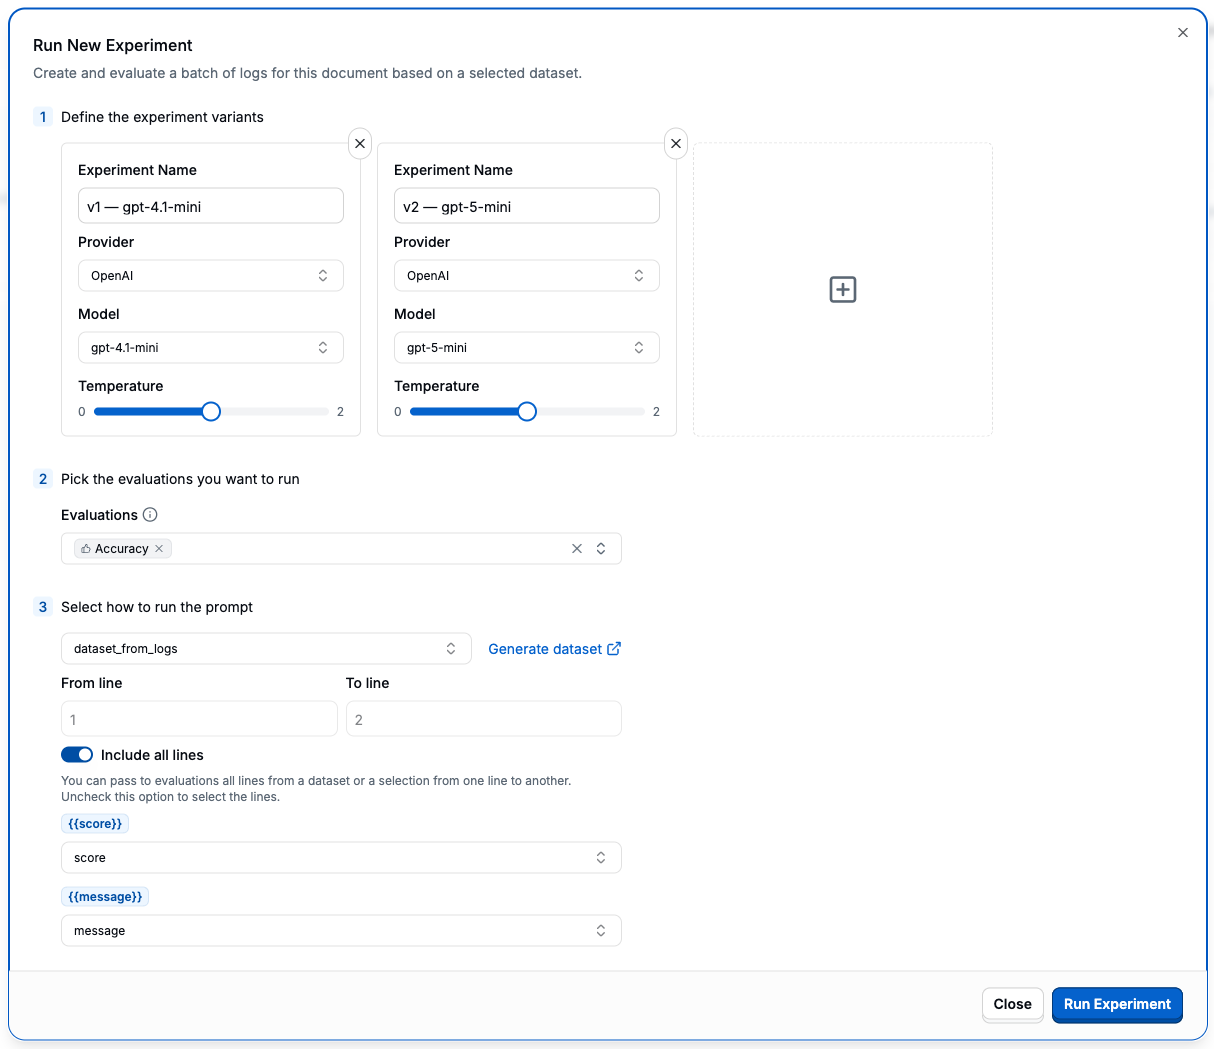 Run New Experiment
Create and evaluate a batch of logs for this document based on a selected dataset.
1 Define the experiment variants
Experiment Name
v1 — gpt-4.1-mini
Provider
OpenAI
Model
gpt-4.1-mini
Temperature
0 2
Experiment Name
v2 — gpt-5-mini
Provider
OpenAI
Model
gpt-5-mini
Temperature
0 2
2 Pick the evaluations you want to run
Evaluations
Accuracy
3 Select how to run the prompt
dataset_from_logs
Generate dataset
From line To line
1 2
Include all lines
You can pass to evaluations all lines from a dataset or a selection from one line to another.
Uncheck this option to select the lines.
{{score}}
score
{{message}}
message
Close Run Experiment